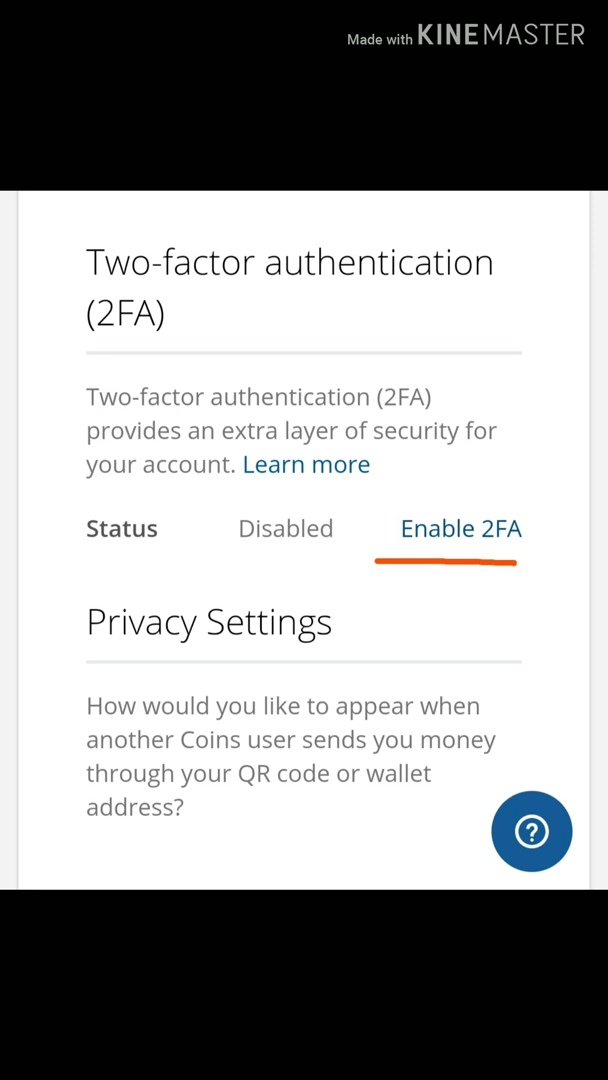 Made with KINEMASTER
Two-factor authentication
(2FA)
Two-factor authentication (2FA)
provides an extra layer of security for
your account. Learn more
Status Disabled Enable 2FA
Privacy Settings
How would you like to appear when
another Coins user sends you money
through your QR code or wallet
address?
?